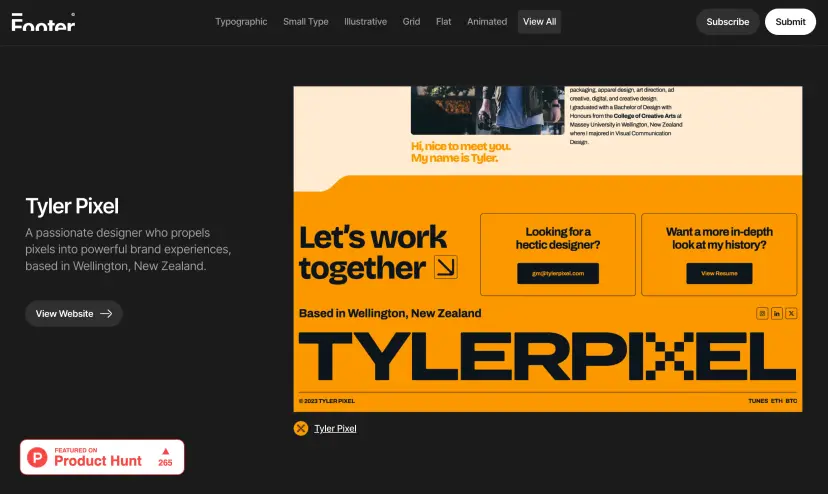 Footer
Typographic
Small Type
Illustrative
Grid
Flat
Animated
View All
Subscribe
Submit
Tyler Pixel
A passionate designer who propels
pixels into powerful brand experiences,
based in Wellington, New Zealand.
View Website
packaging, apparel design, art direction, ad
creative, digital, and creative design.
I graduated with a Bachelor of Design with
Honours from the College of Creative Arts at
Massey University in Wellington, New Zealand
where I majored in Visual Communication
Design.
Hi, nice to meet you.
My name is Tyler.
Let's work
together
Looking for a
hectic designer?
gm@tylerpixel.com
Want a more in-depth
look at my history?
View Resume
Based in Wellington, New Zealand
TYLERPIXEL
© 2023 TYLER PIXEL
TUNES ETH BTC
Tyler Pixel
FEATURED ON
Product Hunt
265